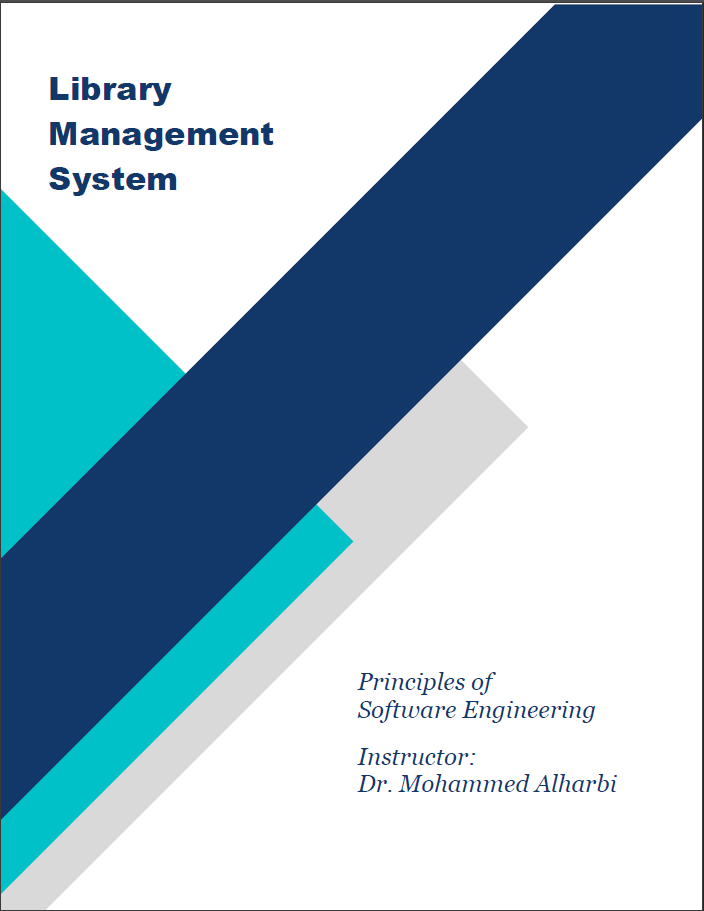 Library
Management
System
Principles of
Software Engineering
Instructor:
Dr. Mohammed Alharbi